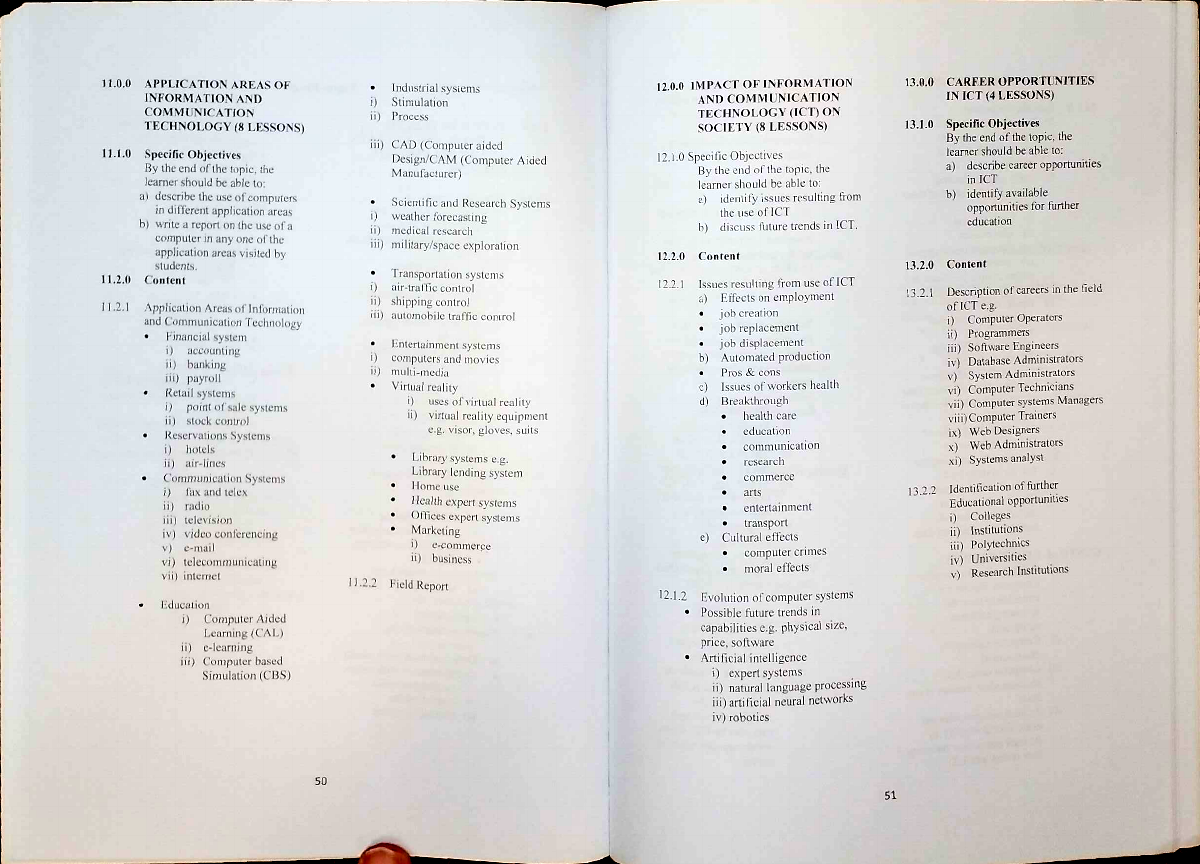 11.0.0 APPLICATION AREAS OF
INFORMATION AND
COMMUNICATION
TECHNOLOGY (8 LESSONS)
11.1.0 Specific Objectives
By the end of the topic, the
learner should be able to:
a) describe the use of computers
in different application areas
b) write a report on the use of a
computer in any one of the
application areas visited by
students.
11.2.0 Content
11.2.1 Application Areas of Information
and Communication Technology
• Financial system
i) accounting
ii) banking
iii) payroll
• Retail systems
i) point of sale systems
ii) stock control
• Reservations Systems
i) hotels
ii) air-lines
• Communication Systems
i) fax and telex
ii) radio
iii) television
iv) video conferencing
v) e-mail
vi) telecommunicating
vii) internet
• Education
i) Computer Aided
Learning (CAL)
ii) e-learning
iii) Computer based
Simulation (CBS)
• Industrial systems
i) Stimulation
ii) Process
iii) CAD (Computer aided
Design/CAM (Computer Aided
Manufacturer)
• Scientific and Research Systems
i) weather forecasting
ii) medical research
iii) military/space exploration
• Transportation systems
i) air-traffic control
ii) shipping control
iii) automobile traffic control
• Entertainment systems
i) computers and movies
ii) multi-media
• Virtual reality
i) uses of virtual reality
ii) virtual reality equipment
e.g. visor, gloves, suits
• Library systems e.g.
Library lending system
• Home use
• Health expert systems
• Offices expert systems
• Marketing
i) e-commerce
ii) business
11.2.2 Field Report
50
12.0.0 IMPACT OF INFORMATION
AND COMMUNICATION
TECHNOLOGY (ICT) ON
SOCIETY (8 LESSONS)
12.1.0 Specific Objectives
By the end of the topic, the
learner should be able to:
a) identify issues resulting from
the use of ICT
b) discuss future trends in ICT.
12.2.0 Content
12.2.1 Issues resulting from use of ICT
a) Effects on employment
• job creation
• job replacement
• job displacement
b) Automated production
• Pros & cons
c) Issues of workers health
d) Breakthrough
• health care
• education
• communication
• research
• commerce
• arts
• entertainment
• transport
e) Cultural effects
• computer crimes
• moral effects
12.1.2 Evolution of computer systems
• Possible future trends in
capabilities e.g. physical size,
price, software
• Artificial intelligence
i) expert systems
ii) natural language processing
iii) artificial neural networks
iv) robotics
13.0.0 CAREER OPPORTUNITIES
IN ICT (4 LESSONS)
13.1.0 Specific Objectives
By the end of the topic, the
learner should be able to:
a) describe career opportunities
in ICT
b) identify available
opportunities for further
education
13.2.0 Content
13.2.1 Description of careers in the field
of ICT e.g.
i) Computer Operators
ii) Programmers
iii) Software Engineers
iv) Database Administrators
v) System Administrators
vi) Computer Technicians
vii) Computer systems Managers
viii) Computer Trainers
ix) Web Designers
x) Web Administrators
xi) Systems analyst
13.2.2 Identification of further
Educational opportunities
i) Colleges
ii) Institutions
iii) Polytechnics
iv) Universities
v) Research Institutions
51